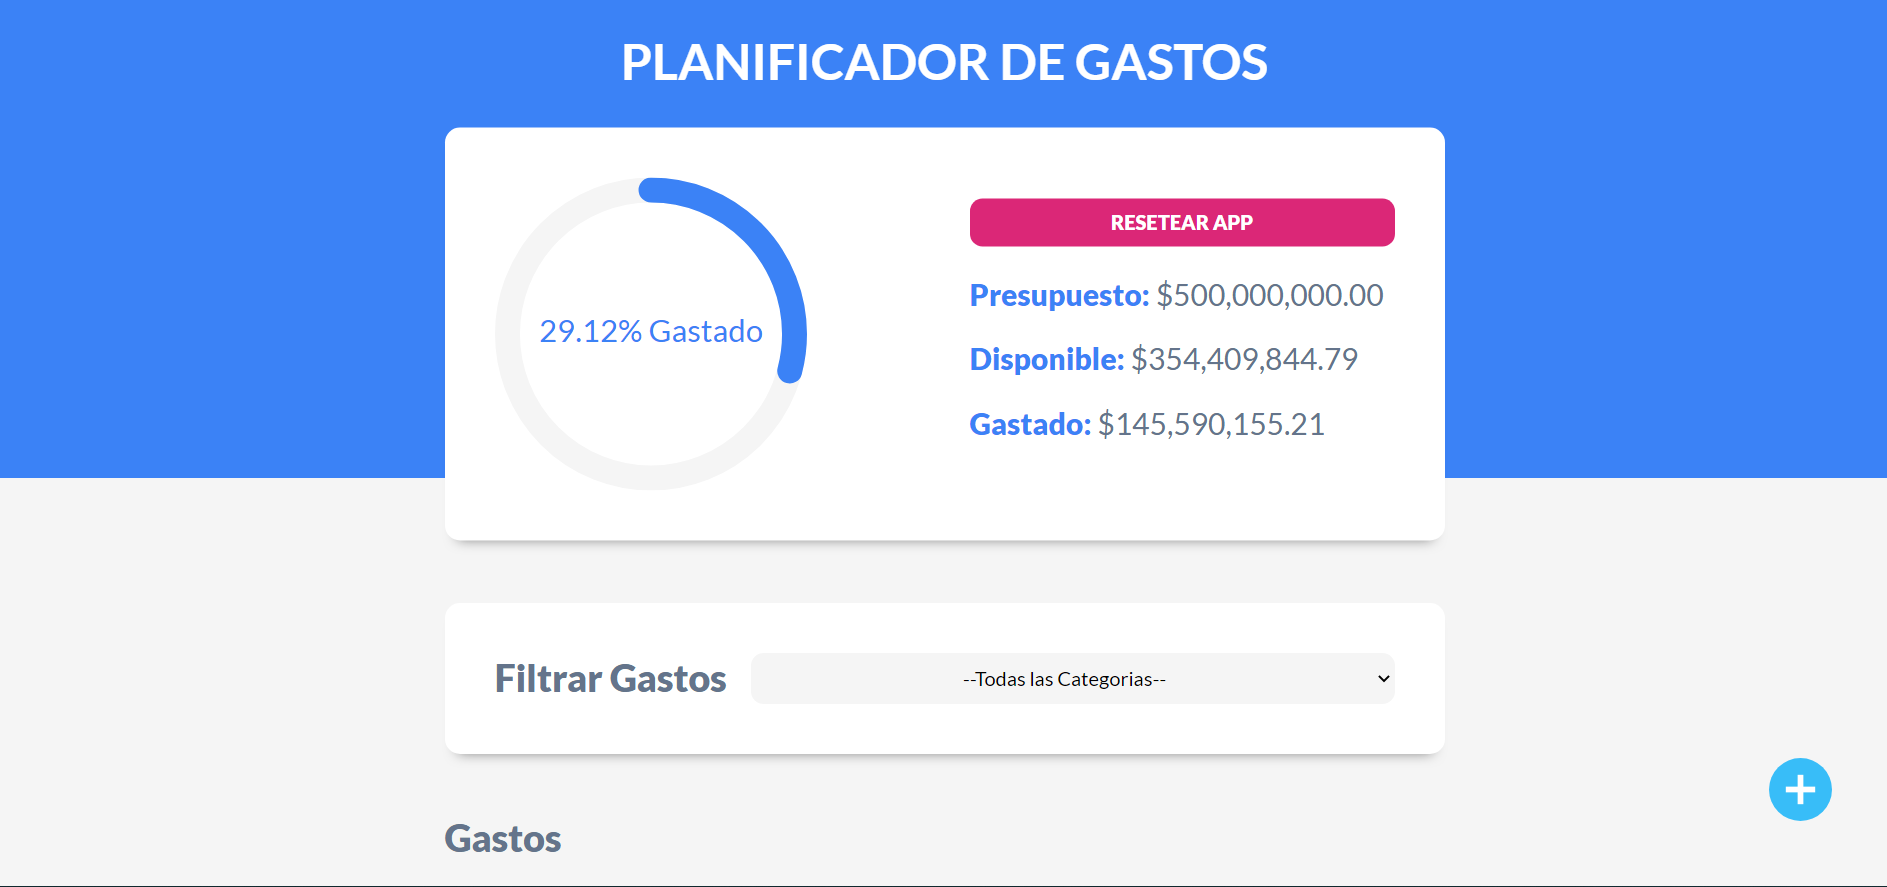 PLANIFICADOR DE GASTOS
29.12% Gastado
RESETEAR APP
Presupuesto: $500,000,000.00
Disponible: $354,409,844.79
Gastado: $145,590,155.21
Filtrar Gastos
--Todas las Categorias--
Gastos